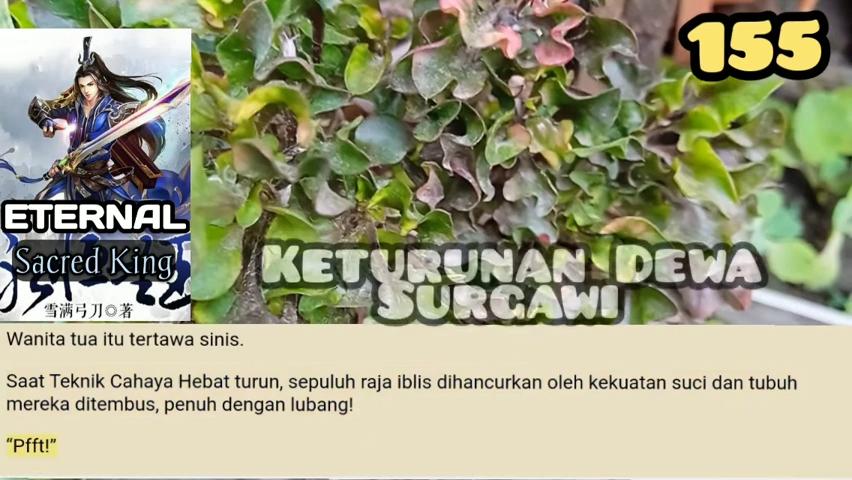 155
ETERNAL
Sacred King
雪满弓刀◎著
KETURUNAN DEWA
SURGAWI
Wanita tua itu tertawa sinis.
Saat Teknik Cahaya Hebat turun, sepuluh raja iblis dihancurkan oleh kekuatan suci dan tubuh
mereka ditembus, penuh dengan lubang!
“Pfft!”